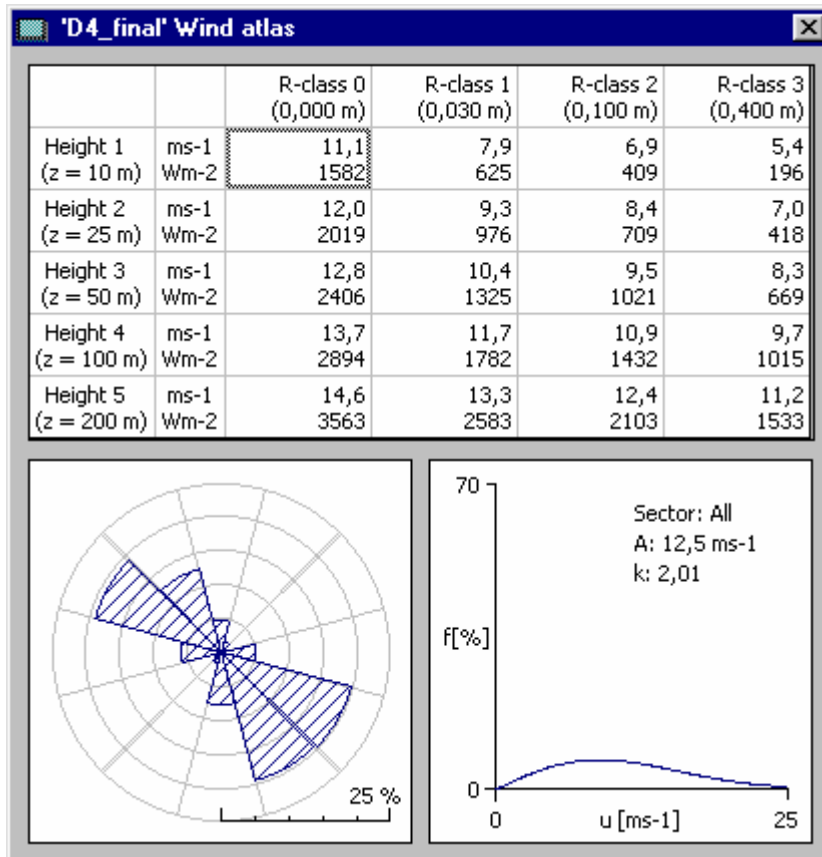 'D4_final' Wind atlas
R-class 0 R-class 1 R-class 2 R-class 3
(0,000 m) (0,030 m) (0,100 m) (0,400 m)
Height 1 ms-1 11,1 7,9 6,9 5,4
(z = 10 m) Wm-2 1582 625 409 196
Height 2 ms-1 12,0 9,3 8,4 7,0
(z = 25 m) Wm-2 2019 976 709 418
Height 3 ms-1 12,8 10,4 9,5 8,3
(z = 50 m) Wm-2 2406 1325 1021 669
Height 4 ms-1 13,7 11,7 10,9 9,7
(z = 100 m) Wm-2 2894 1782 1432 1015
Height 5 ms-1 14,6 13,3 12,4 11,2
(z = 200 m) Wm-2 3563 2583 2103 1533
25 %
70
Sector: All
A: 12,5 ms-1
k: 2,01
f[%]
0
0 u [ms-1] 25